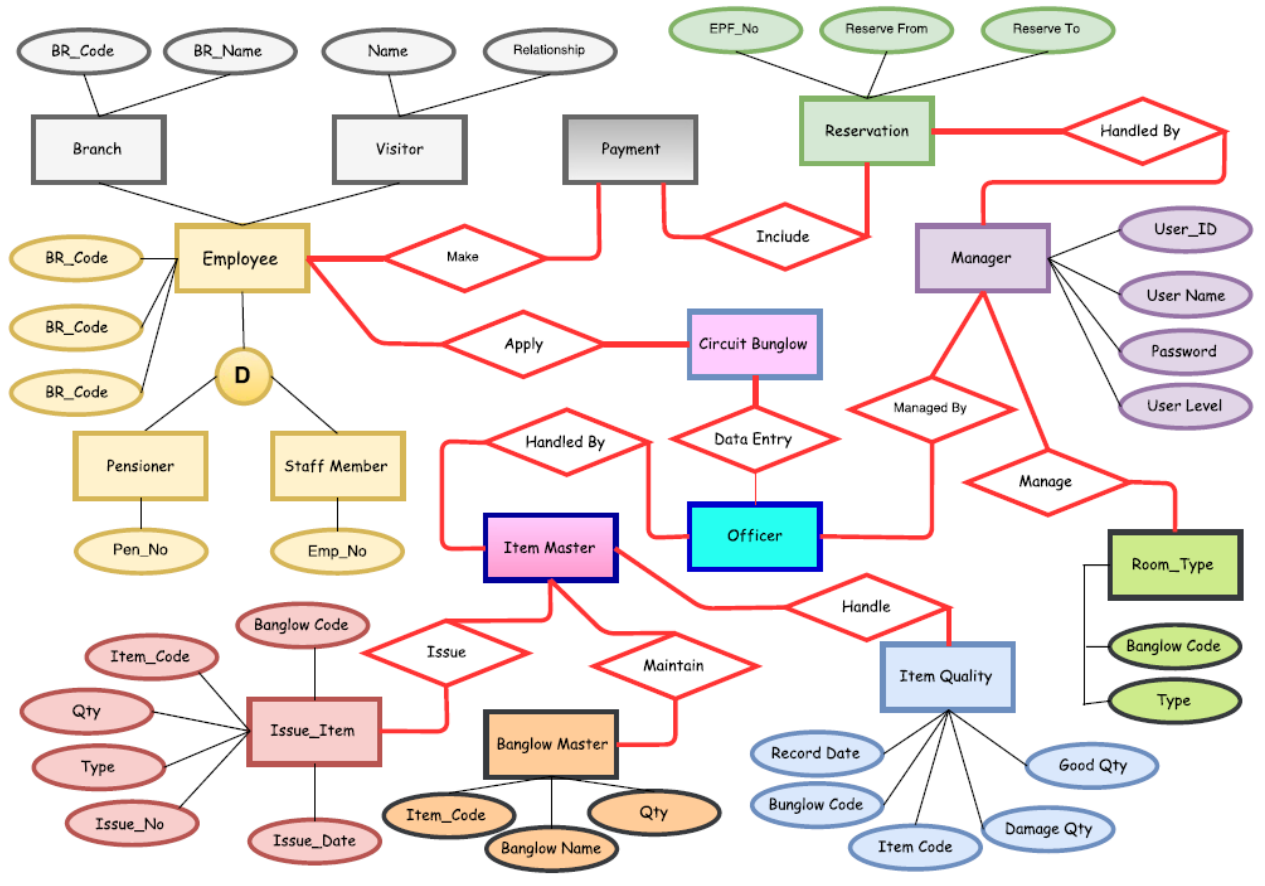 BR_Code
BR_Name
Name
Relationship
EPF_No
Reserve From
Reserve To
Branch
Visitor
Payment
Reservation
Handled By
Include
Employee
Make
Manager
User_ID
User Name
Password
User Level
BR_Code
BR_Code
BR_Code
Apply
Circuit Bunglow
D
Managed By
Data Entry
Handled By
Pensioner
Staff Member
Manage
Pen_No
Emp_No
Item Master
Officer
Room_Type
Banglow Code
Type
Handle
Issue
Maintain
Item Quality
Banglow Code
Item_Code
Qty
Type
Issue_No
Issue_Item
Issue_Date
Banglow Master
Item_Code
Banglow Name
Qty
Record Date
Bunglow Code
Item Code
Damage Qty
Good Qty